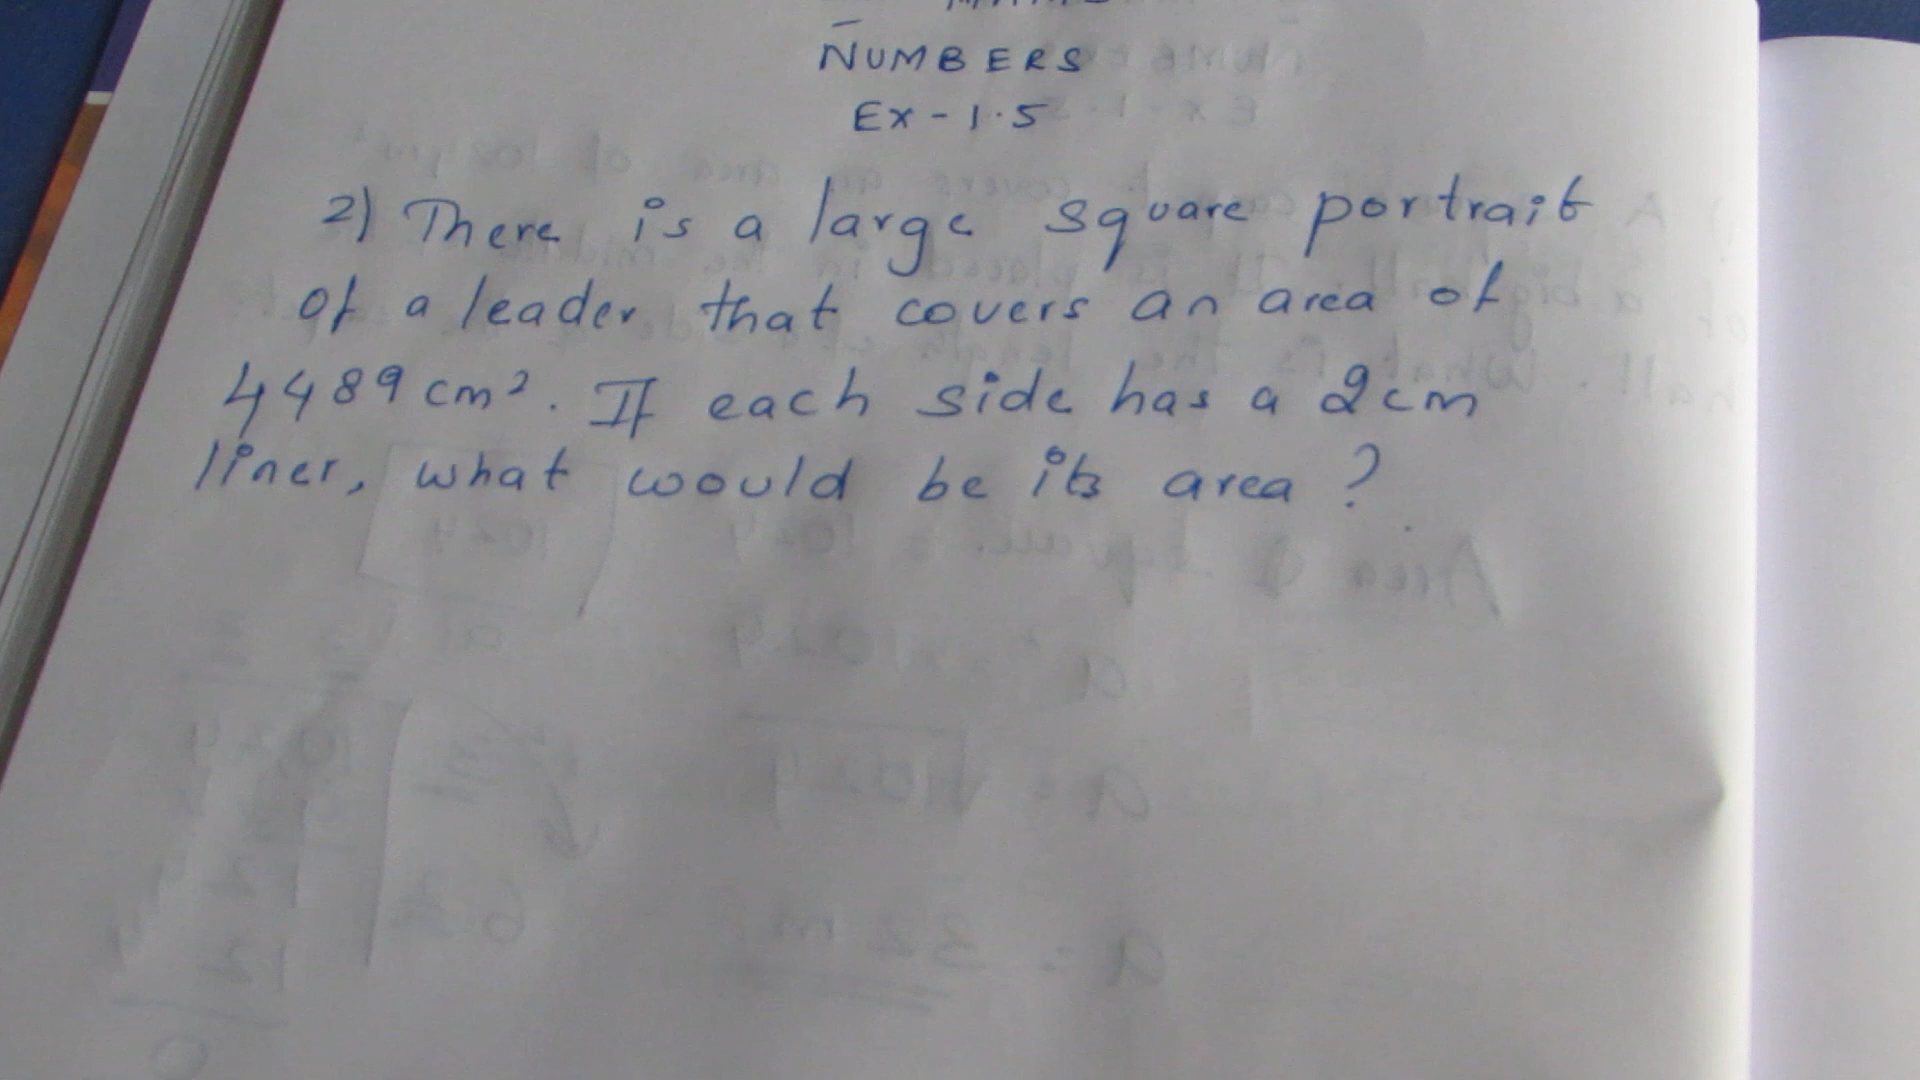 NUMBERS
Ex - 1.5
2) There is a large square portrait
of a leader that covers an area of
4489 cm². If each side has a 2cm
liner, what would be its area ?